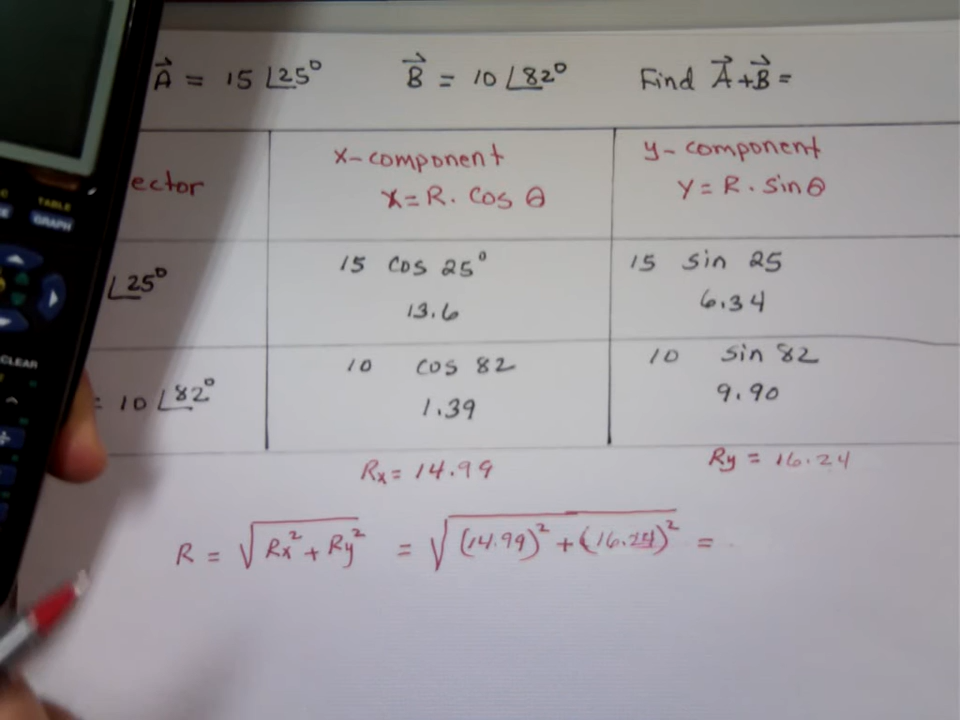 A⃗ = 15 ∠25° B⃗ = 10 ∠82° Find A⃗+B⃗ =
ector x-component y-component
x=R. Cos θ y=R. sinθ
∠25° 15 cos 25° 15 sin 25
13.6 6.34
= 10 ∠82° 10 cos 82 10 sin 82
1.39 9.90
Rx = 14.99 Ry = 16.24
R = √Rx²+Ry² = √(14.99)²+(16.24)² =
TABLE
GRAPH
CLEAR